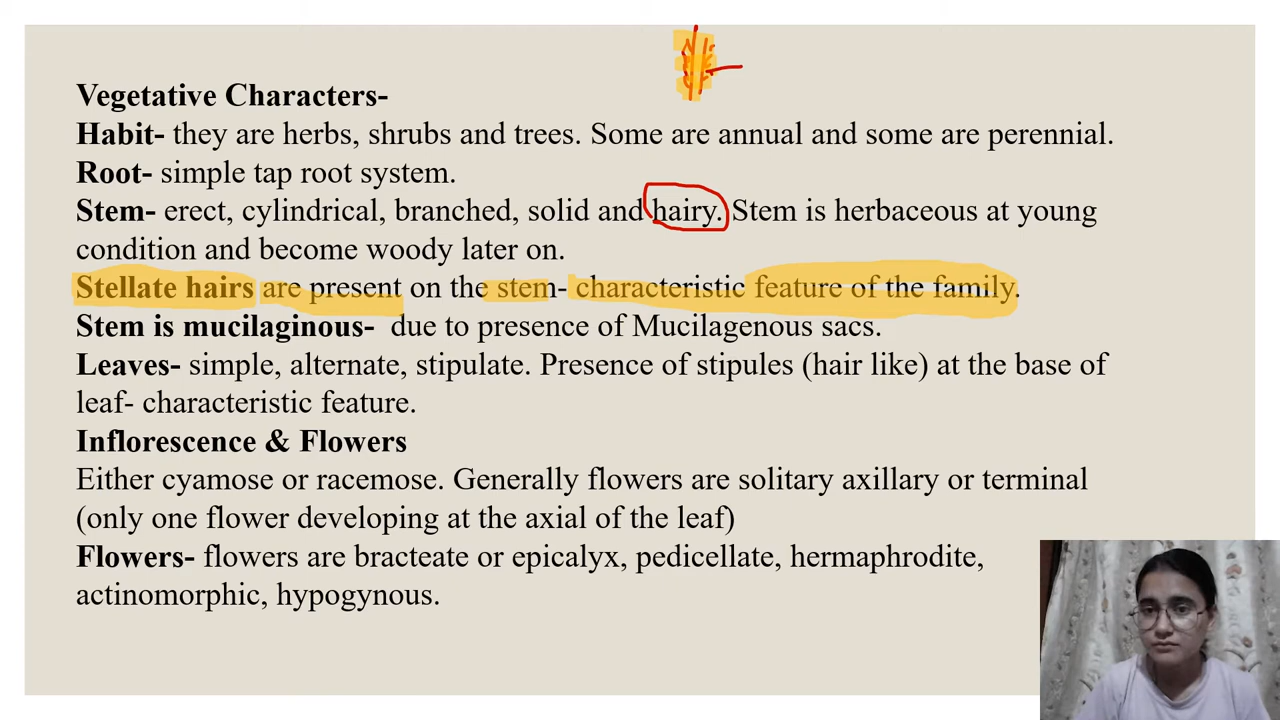 Vegetative Characters-
Habit- they are herbs, shrubs and trees. Some are annual and some are perennial.
Root- simple tap root system.
Stem- erect, cylindrical, branched, solid and hairy. Stem is herbaceous at young
condition and become woody later on.
Stellate hairs are present on the stem- characteristic feature of the family.
Stem is mucilaginous- due to presence of Mucilagenous sacs.
Leaves- simple, alternate, stipulate. Presence of stipules (hair like) at the base of
leaf- characteristic feature.
Inflorescence & Flowers
Either cyamose or racemose. Generally flowers are solitary axillary or terminal
(only one flower developing at the axial of the leaf)
Flowers- flowers are bracteate or epicalyx, pedicellate, hermaphrodite,
actinomorphic, hypogynous.